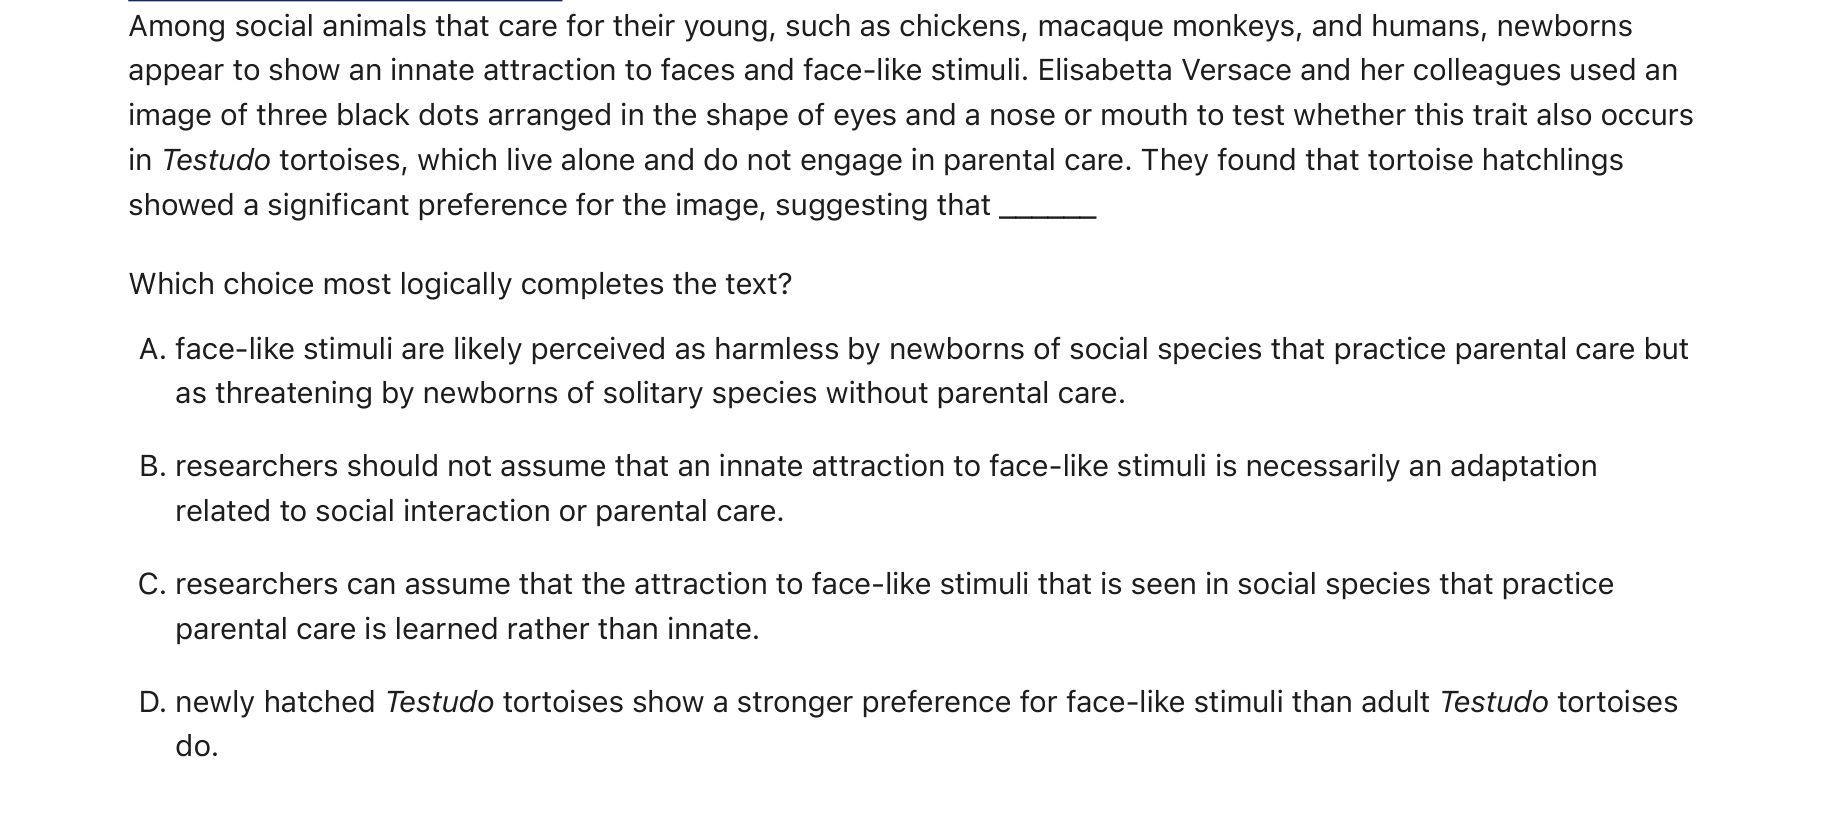 Among social animals that care for their young, such as chickens, macaque monkeys, and humans, newborns
appear to show an innate attraction to faces and face-like stimuli. Elisabetta Versace and her colleagues used an
image of three black dots arranged in the shape of eyes and a nose or mouth to test whether this trait also occurs
in Testudo tortoises, which live alone and do not engage in parental care. They found that tortoise hatchlings
showed a significant preference for the image, suggesting that ______
Which choice most logically completes the text?
A. face-like stimuli are likely perceived as harmless by newborns of social species that practice parental care but
as threatening by newborns of solitary species without parental care.
B. researchers should not assume that an innate attraction to face-like stimuli is necessarily an adaptation
related to social interaction or parental care.
C. researchers can assume that the attraction to face-like stimuli that is seen in social species that practice
parental care is learned rather than innate.
D. newly hatched Testudo tortoises show a stronger preference for face-like stimuli than adult Testudo tortoises
do.